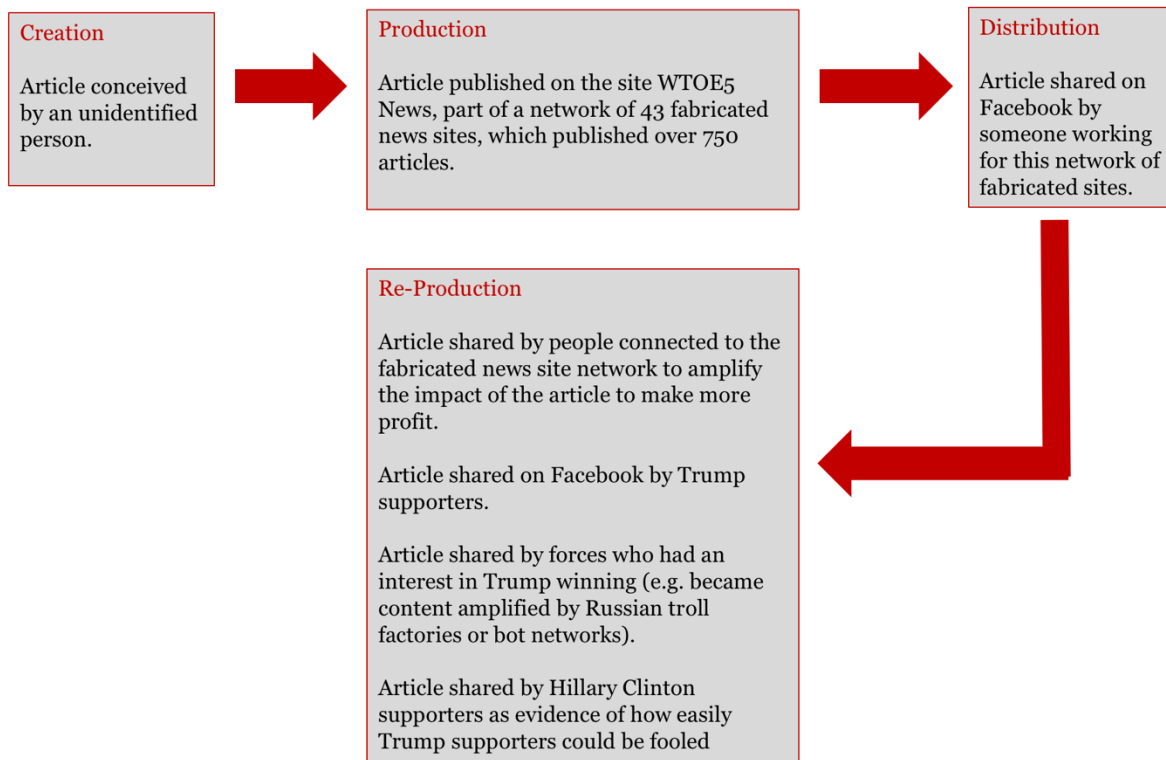 Creation
Article conceived
by an unidentified
person.
Production
Article published on the site WTOE5
News, part of a network of 43 fabricated
news sites, which published over 750
articles.
Distribution
Article shared on
Facebook by
someone working
for this network of
fabricated sites.
Re-Production
Article shared by people connected to the
fabricated news site network to amplify
the impact of the article to make more
profit.
Article shared on Facebook by Trump
supporters.
Article shared by forces who had an
interest in Trump winning (e.g. became
content amplified by Russian troll
factories or bot networks).
Article shared by Hillary Clinton
supporters as evidence of how easily
Trump supporters could be fooled